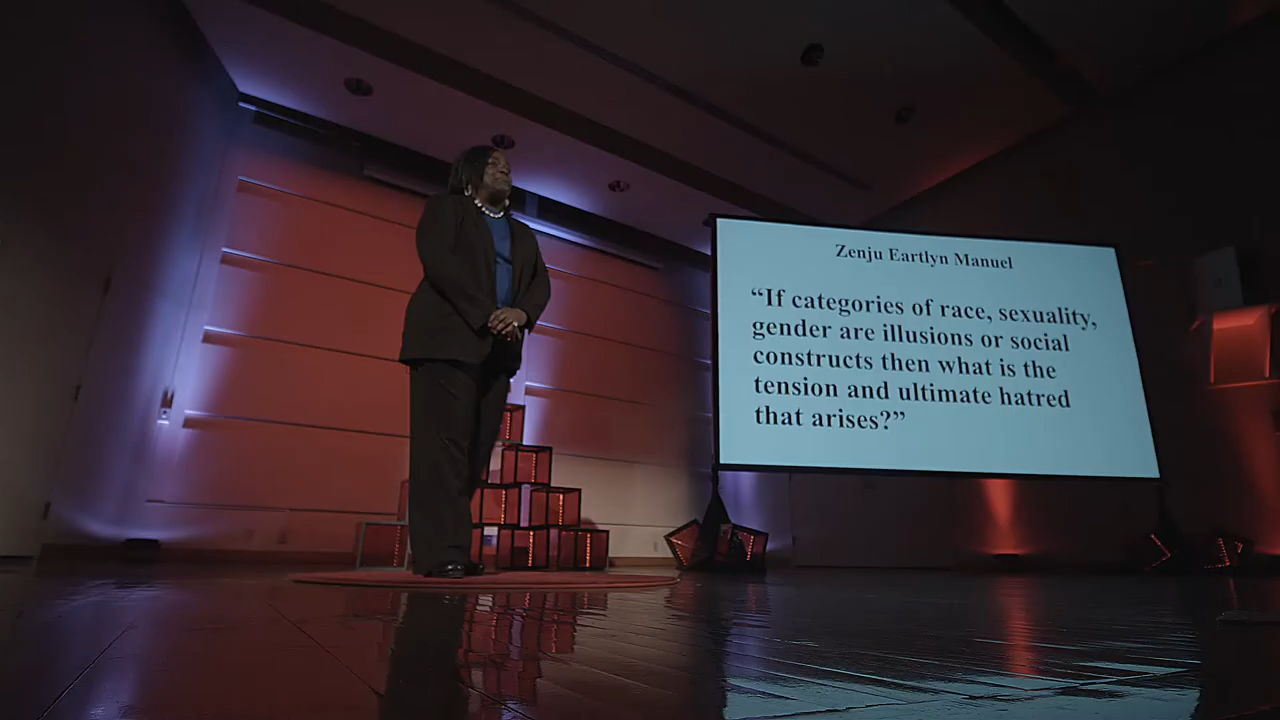 Zenju Eartlyn Manuel
“If categories of race, sexuality,
gender are illusions or social
constructs then what is the
tension and ultimate hatred
that arises?”